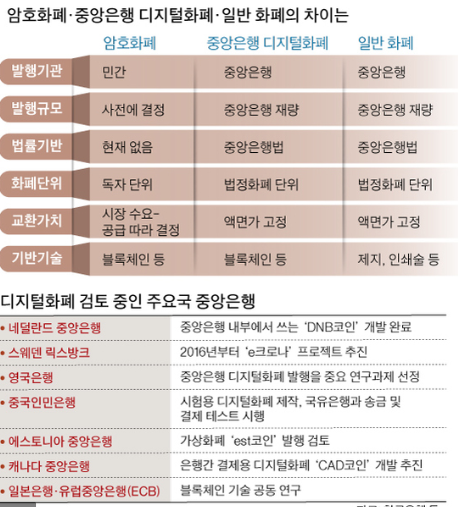 암호화폐·중앙은행 디지털화폐·일반 화폐의 차이는
암호화폐 중앙은행 디지털화폐 일반 화폐
발행기관 민간 중앙은행 중앙은행
발행규모 사전에 결정 중앙은행 재량 중앙은행 재량
법률기반 현재 없음 중앙은행법 중앙은행법
화폐단위 독자 단위 법정화폐 단위 법정화폐 단위
교환가치 시장 수요- 액면가 고정 액면가 고정
공급 따라 결정
기반기술 블록체인 등 블록체인 등 제지, 인쇄술 등
디지털화폐 검토 중인 주요국 중앙은행
• 네덜란드 중앙은행 중앙은행 내부에서 쓰는 ‘DNB코인’ 개발 완료
• 스웨덴 릭스방크 2016년부터 ‘e크로나’ 프로젝트 추진
• 영국은행 중앙은행 디지털화폐 발행을 중요 연구과제 선정
• 중국인민은행 시험용 디지털화폐 제작, 국유은행과 송금 및
결제 테스트 시행
• 에스토니아 중앙은행 가상화폐 ‘est코인’ 발행 검토
• 캐나다 중앙은행 은행간 결제용 디지털화폐 ‘CAD코인’ 개발 추진
• 일본은행·유럽중앙은행(ECB) 블록체인 기술 공동 연구